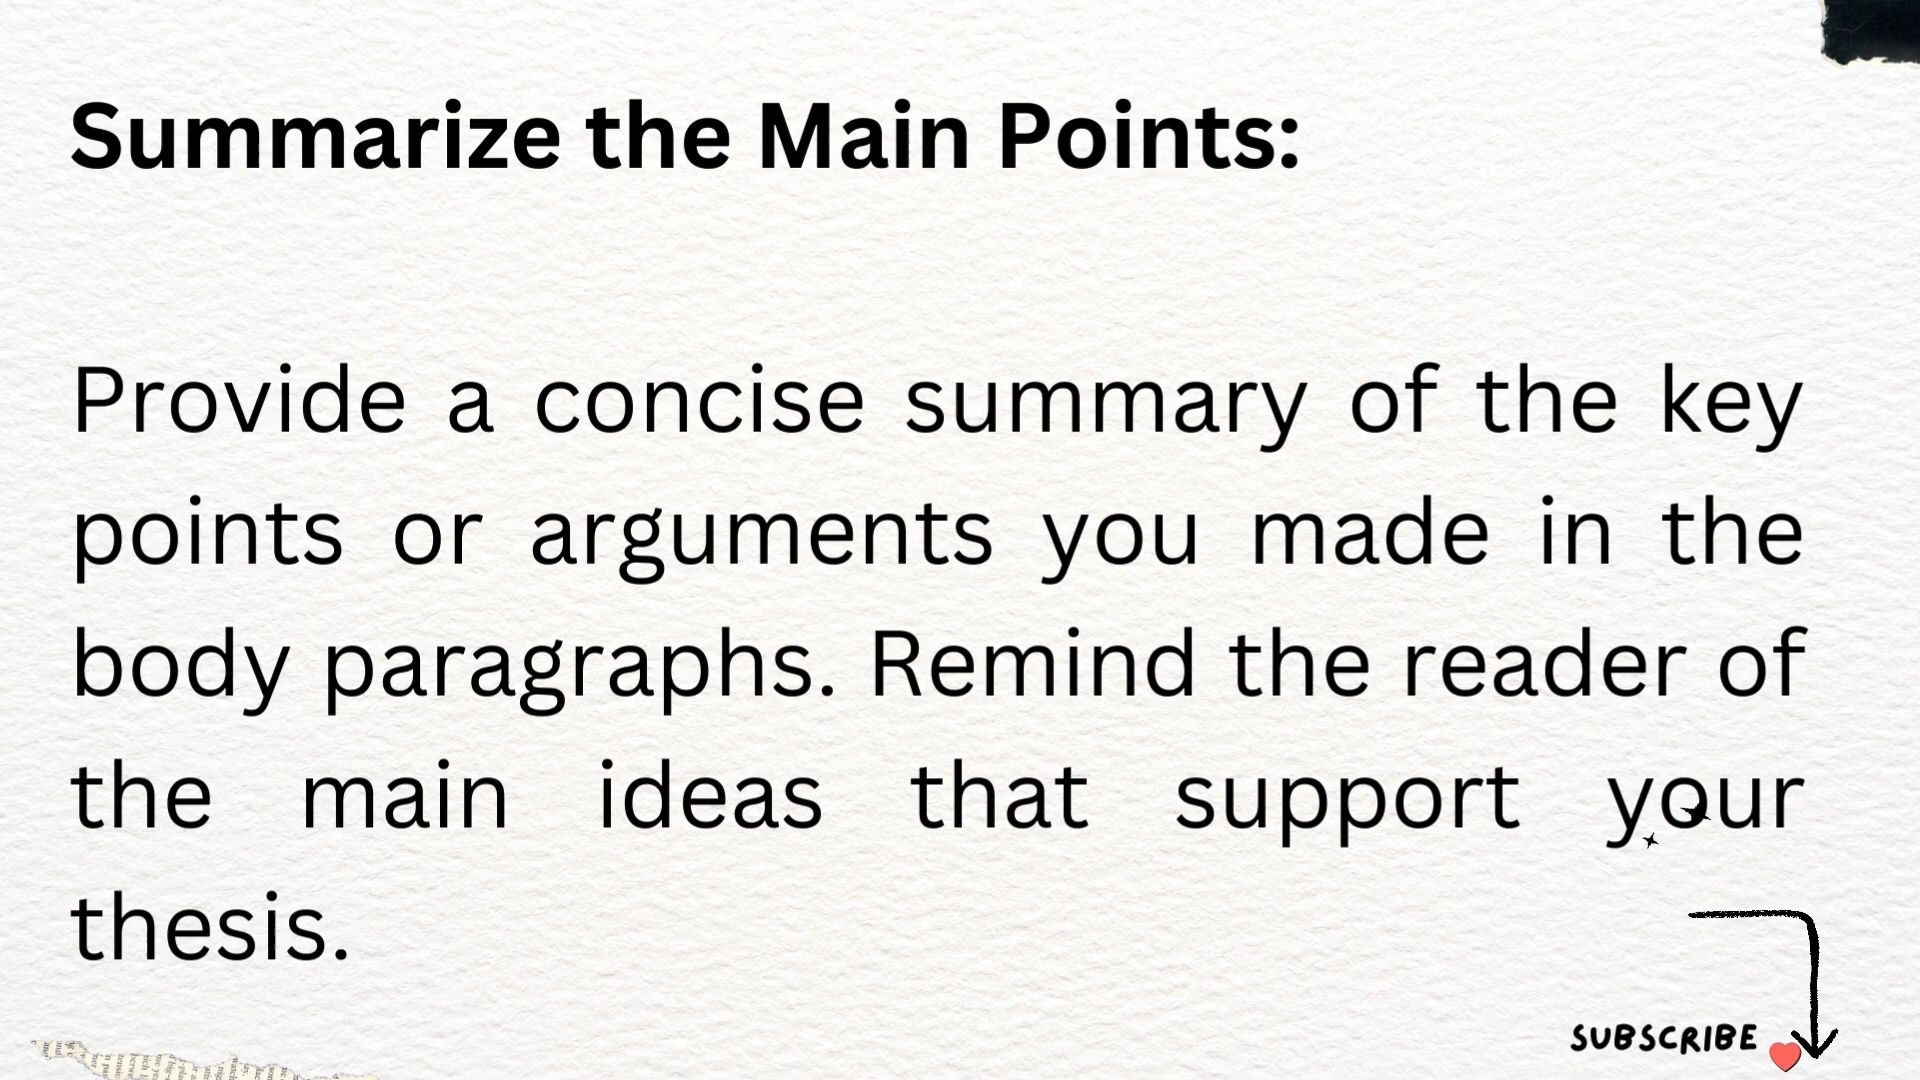 Summarize the Main Points:
Provide a concise summary of the key
points or arguments you made in the
body paragraphs. Remind the reader of
the main ideas that support your
thesis.
SUBSCRIBE